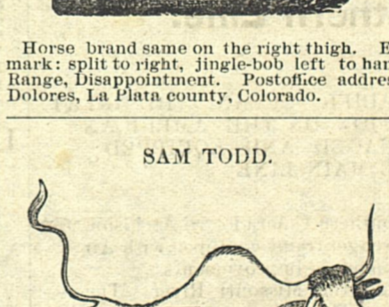 Horse brand same on the right thigh. E
mark: split to right, jingle-bob left to han
Range, Disappointment. Postoffice addre
Dolores, La Plata county, Colorado.
SAM TODD.